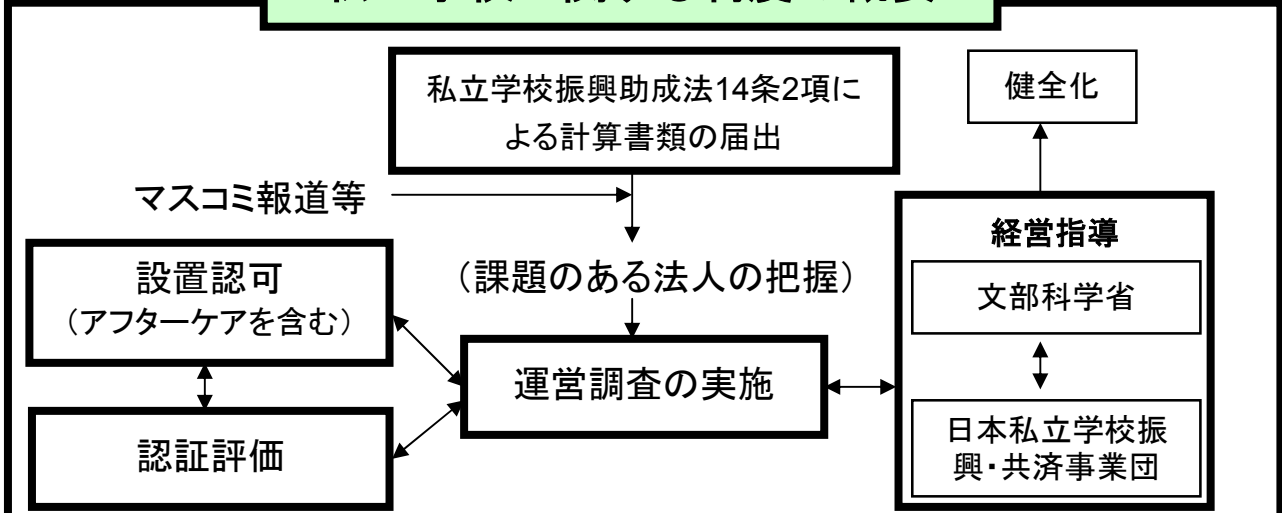 私立学校振興助成法14条2項に
よる計算書類の届出
健全化
マスコミ報道等
経営指導
設置認可
（アフターケアを含む）
（課題のある法人の把握）
文部科学省
運営調査の実施
認証評価
日本私立学校振
興・共済事業団